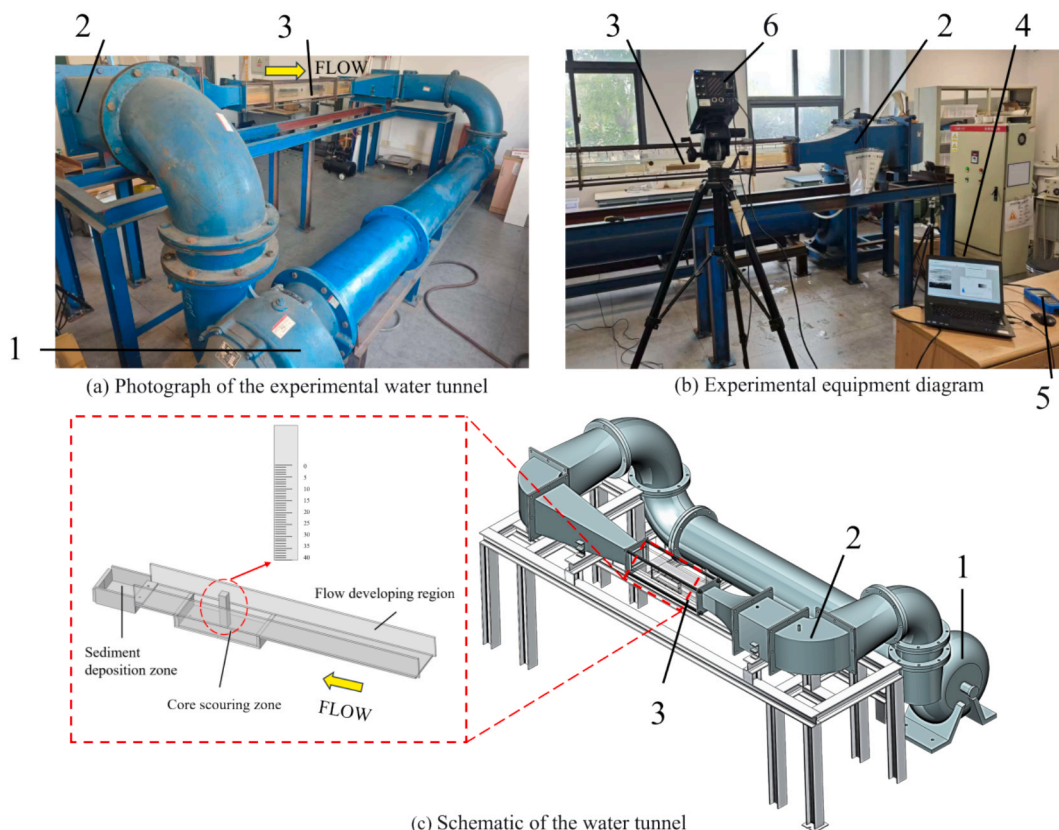 2
3
FLOW
1
(a) Photograph of the experimental water tunnel
3
6
2
4
5
(b) Experimental equipment diagram
0
5
10
15
20
25
30
35
40
Flow developing region
Sediment
deposition zone
Core scouring zone
FLOW
2
1
3
(c) Schematic of the water tunnel